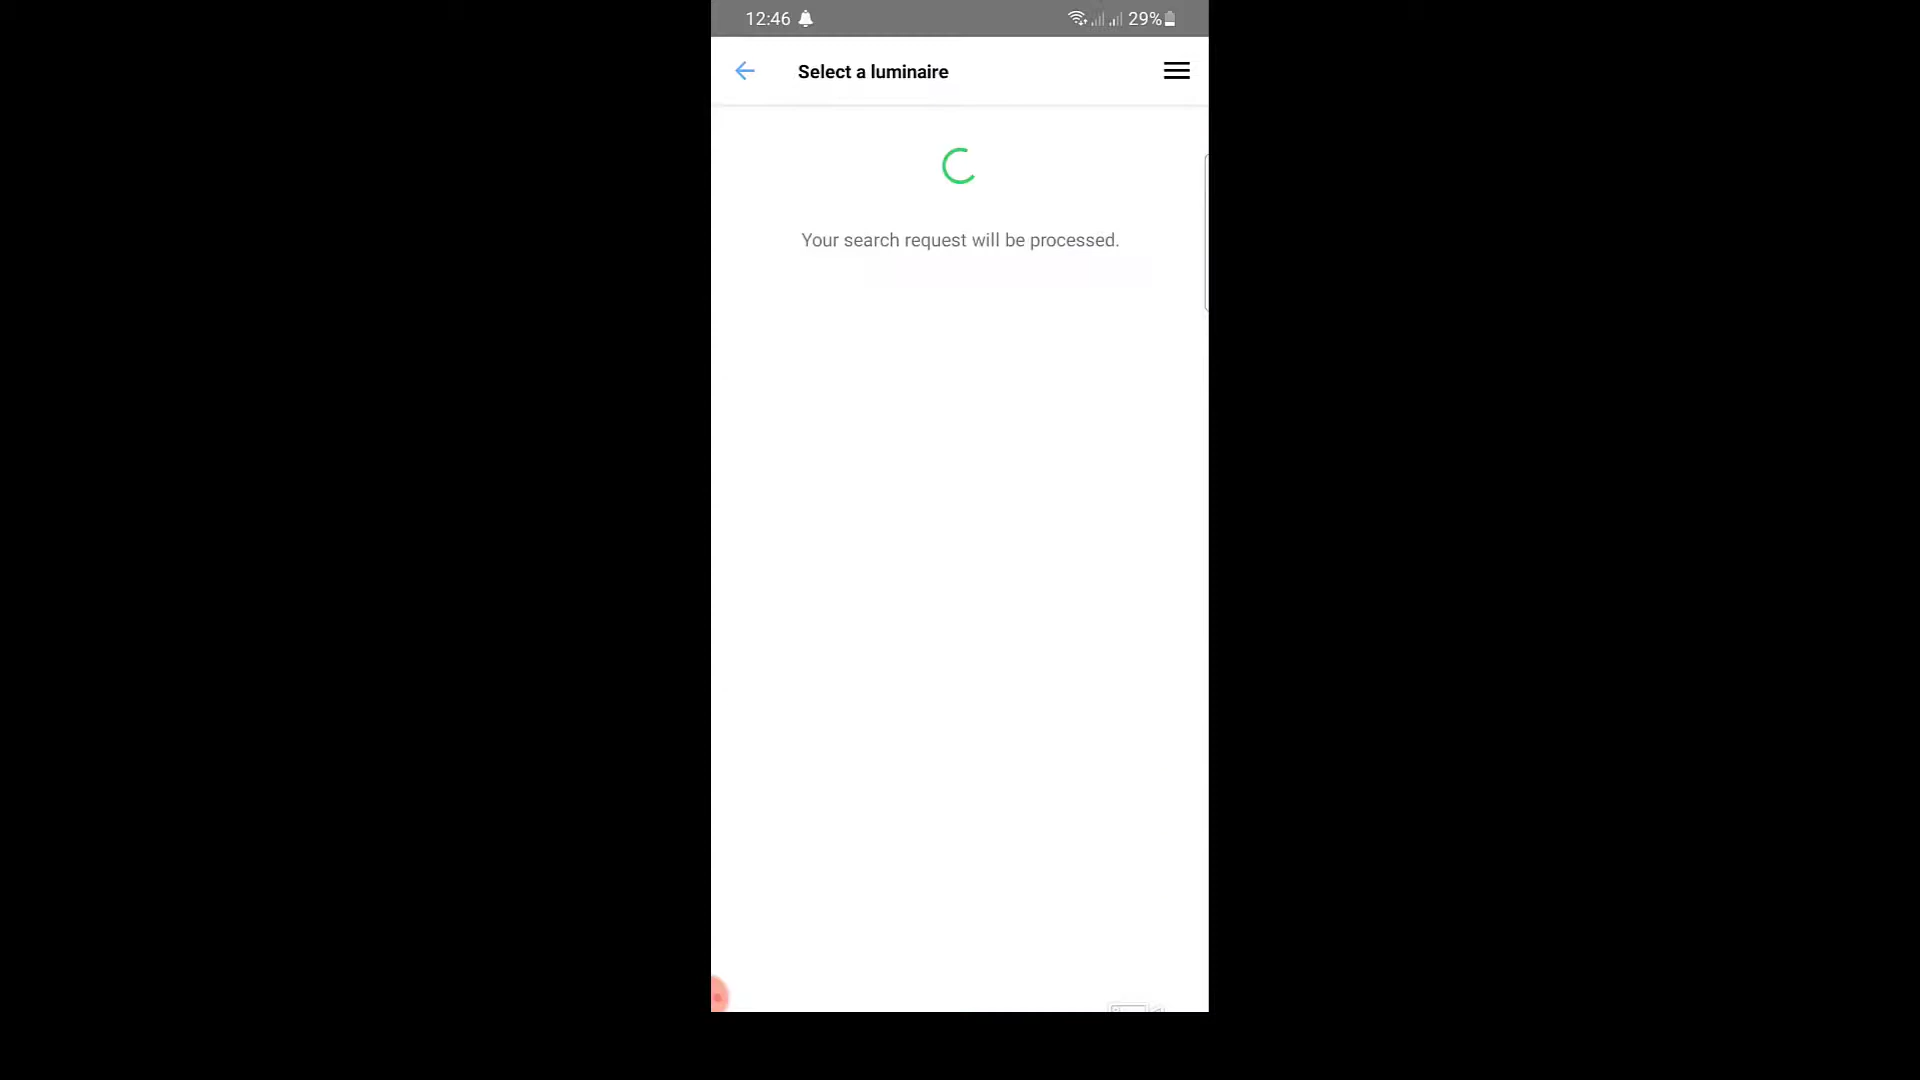 12:46
29%
Select a luminaire
Your search request will be processed.